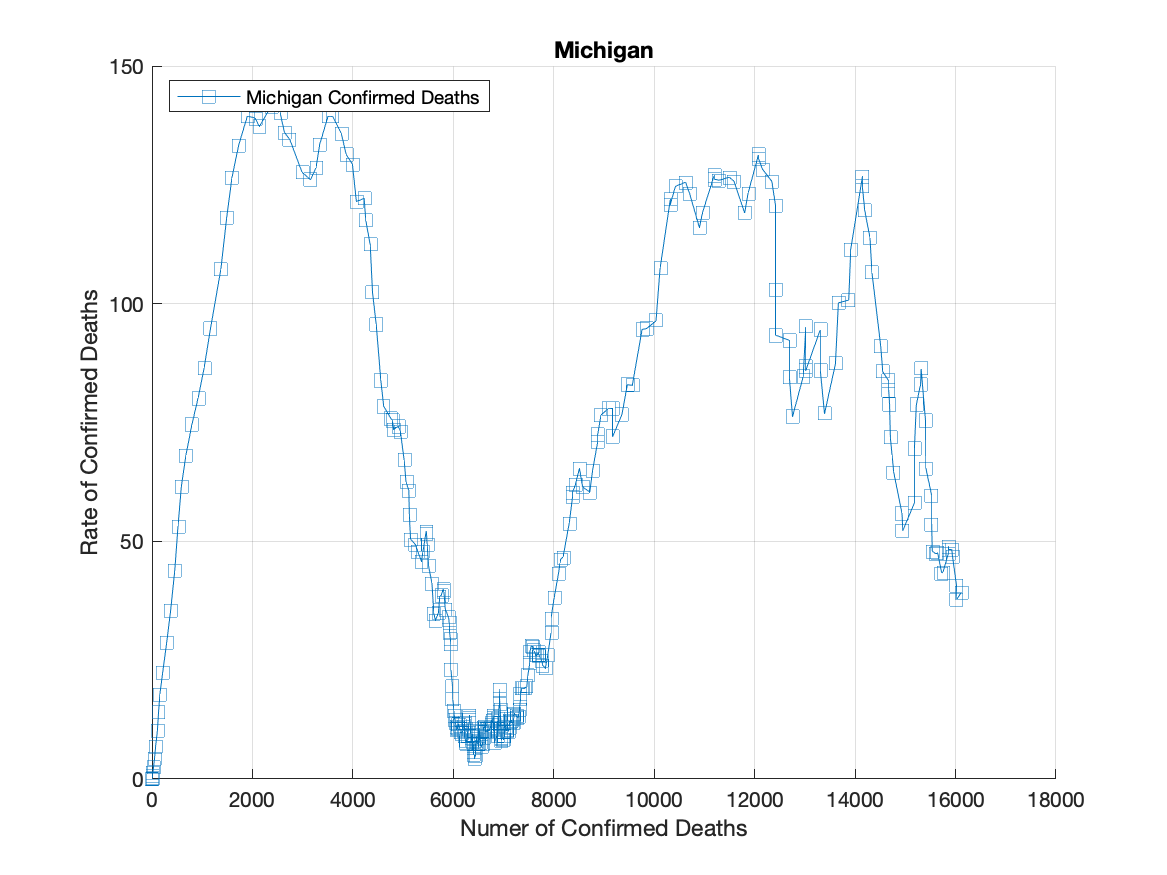 Michigan
150
Michigan Confirmed Deaths
100
50
0
Rate of Confirmed Deaths
0 2000 4000 6000 8000 10000 12000 14000 16000 18000
Numer of Confirmed Deaths